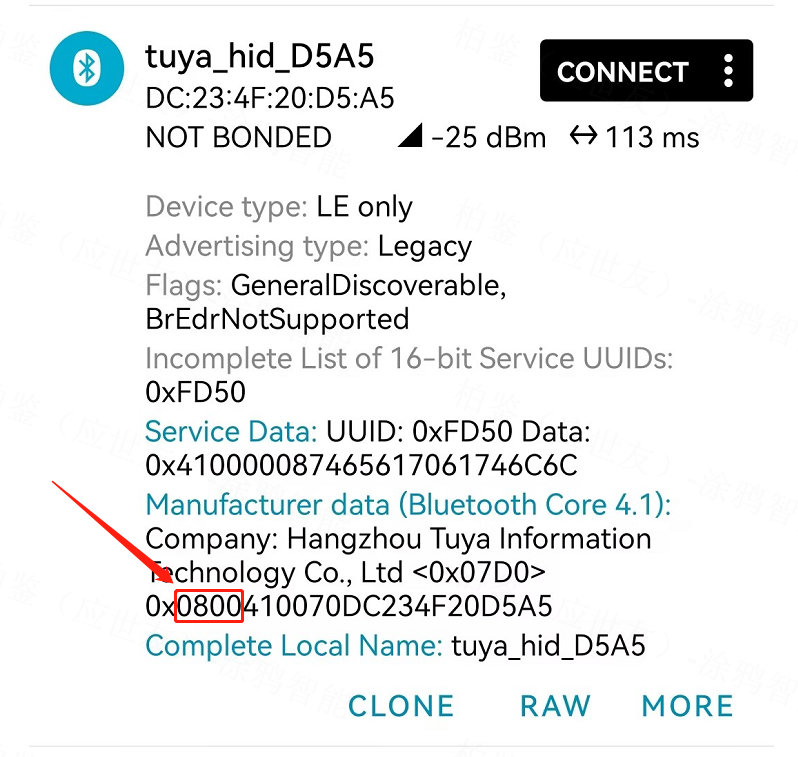 tuya_hid_D5A5
CONNECT
DC:23:4F:20:D5:A5
NOT BONDED -25 dBm 113 ms
Device type: LE only
Advertising type: Legacy
Flags: GeneralDiscoverable,
BrEdrNotSupported
Incomplete List of 16-bit Service UUIDs:
0xFD50
Service Data: UUID: 0xFD50 Data:
0x4100000874656170617​46C6C
Manufacturer data (Bluetooth Core 4.1):
Company: Hangzhou Tuya Information
Technology Co., Ltd <0x07D0>
0x0800410070DC234F20D5A5
Complete Local Name: tuya_hid_D5A5
CLONE RAW MORE